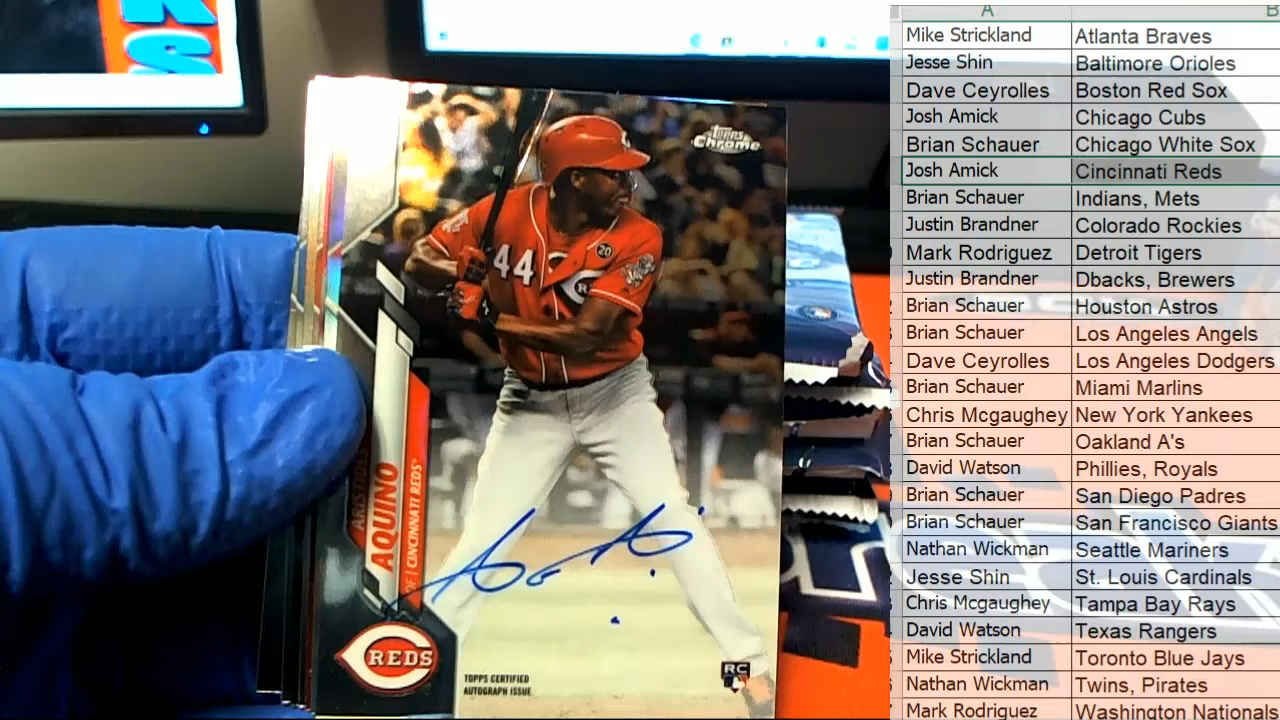 KS
Topps
Chrome
20
44
R
ARISTIDES
AQUINO
OF | CINCINNATI REDS
REDS
TOPPS CERTIFIED
AUTOGRAPH ISSUE
RC
A B
Mike Strickland Atlanta Braves
Jesse Shin Baltimore Orioles
Dave Ceyrolles Boston Red Sox
Josh Amick Chicago Cubs
Brian Schauer Chicago White Sox
Josh Amick Cincinnati Reds
Brian Schauer Indians, Mets
Justin Brandner Colorado Rockies
Mark Rodriguez Detroit Tigers
Justin Brandner Dbacks, Brewers
Brian Schauer Houston Astros
Brian Schauer Los Angeles Angels
Dave Ceyrolles Los Angeles Dodgers
Brian Schauer Miami Marlins
Chris Mcgaughey New York Yankees
Brian Schauer Oakland A's
David Watson Phillies, Royals
Brian Schauer San Diego Padres
Brian Schauer San Francisco Giants
Nathan Wickman Seattle Mariners
Jesse Shin St. Louis Cardinals
Chris Mcgaughey Tampa Bay Rays
David Watson Texas Rangers
Mike Strickland Toronto Blue Jays
Nathan Wickman Twins, Pirates
Mark Rodriguez Washington Nationals